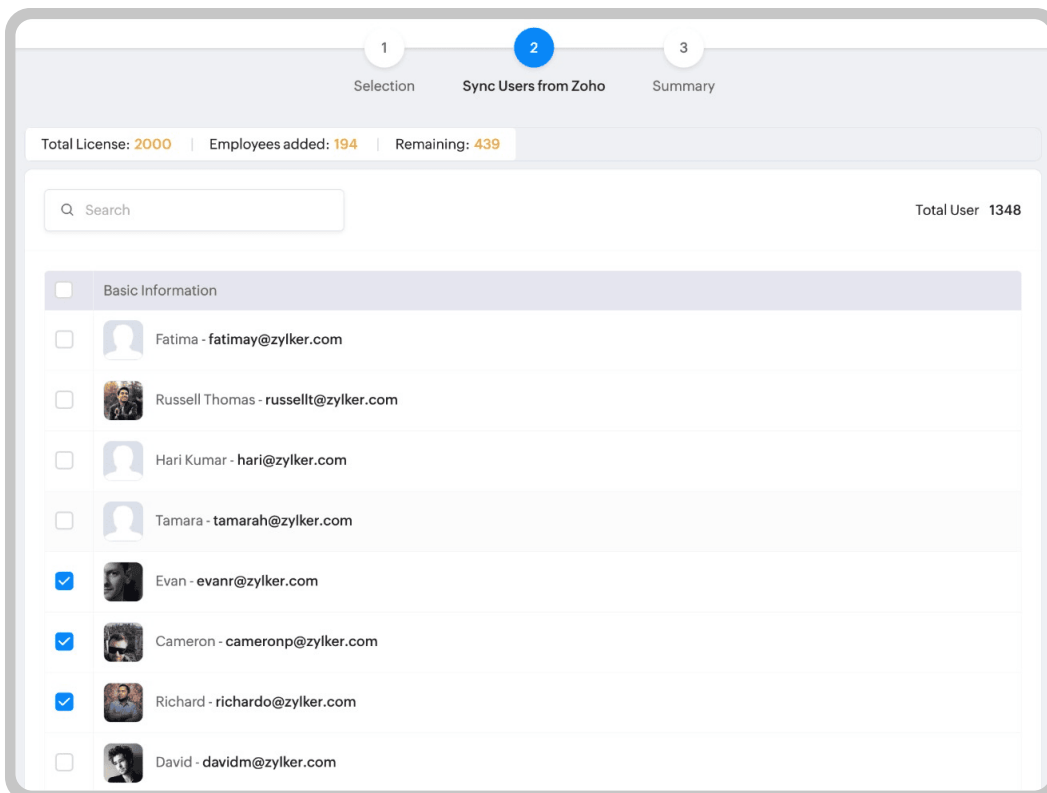 1 2 3
Selection Sync Users from Zoho Summary
Total License: 2000 | Employees added: 194 | Remaining: 439
Search Total User 1348
Basic Information
Fatima - fatimay@zylker.com
Russell Thomas - russellt@zylker.com
Hari Kumar - hari@zylker.com
Tamara - tamarah@zylker.com
Evan - evanr@zylker.com
Cameron - cameronp@zylker.com
Richard - richardo@zylker.com
David - davidm@zylker.com